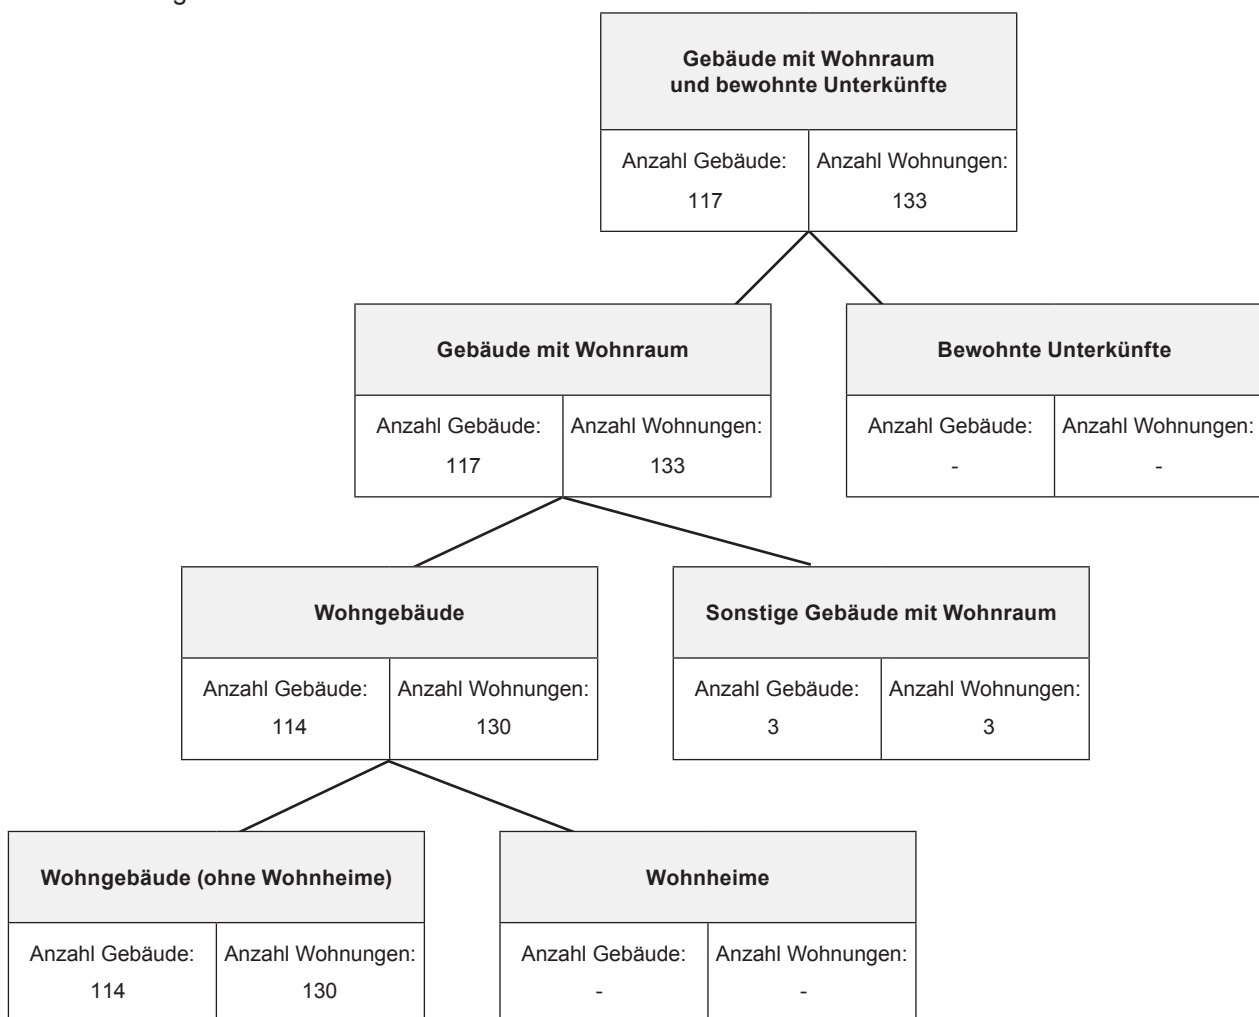 Gebäude mit Wohnraum
und bewohnte Unterkünfte
Anzahl Gebäude: Anzahl Wohnungen:
117 133
Gebäude mit Wohnraum
Bewohnte Unterkünfte
Anzahl Gebäude: Anzahl Wohnungen:
117 133
Anzahl Gebäude: Anzahl Wohnungen:
- -
Wohngebäude
Sonstige Gebäude mit Wohnraum
Anzahl Gebäude: Anzahl Wohnungen:
114 130
Anzahl Gebäude: Anzahl Wohnungen:
3 3
Wohngebäude (ohne Wohnheime)
Wohnheime
Anzahl Gebäude: Anzahl Wohnungen:
114 130
Anzahl Gebäude: Anzahl Wohnungen:
- -